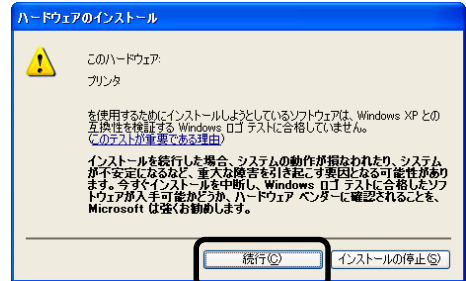 ハードウェアのインストール
このハードウェア:
プリンタ
を使用するためにインストールしようとしているソフトウェアは、Windows XP との
互換性を検証する Windows ロゴ テストに合格していません。
(このテストが重要である理由)
インストールを続行した場合、システムの動作が損なわれたり、システム
が不安定になるなど、重大な障害を引き起こす要因となる可能性があり
ます。今すぐインストールを中断し、Windows ロゴ テストに合格したソフ
トウェアが入手可能かどうか、ハードウェア ベンダーに確認されることを、
Microsoft は強くお勧めします。
続行(C)
インストールの停止(S)